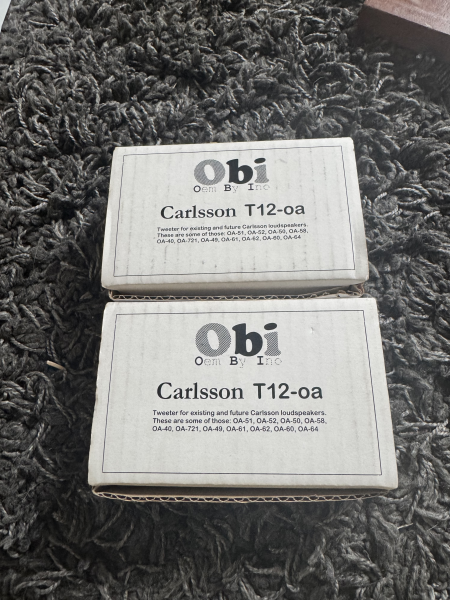 Obi
Oem By Inc
Carlsson T12-oa
Tweeter for existing and future Carlsson loudspeakers.
These are some of those: OA-51, OA-52, OA-50, OA-58,
OA-40, OA-721, OA-49, OA-61, OA-62, OA-60, OA-64
Obi
Oem By Inc
Carlsson T12-oa
Tweeter for existing and future Carlsson loudspeakers.
These are some of those: OA-51, OA-52, OA-50, OA-58,
OA-40, OA-721, OA-49, OA-61, OA-62, OA-60, OA-64